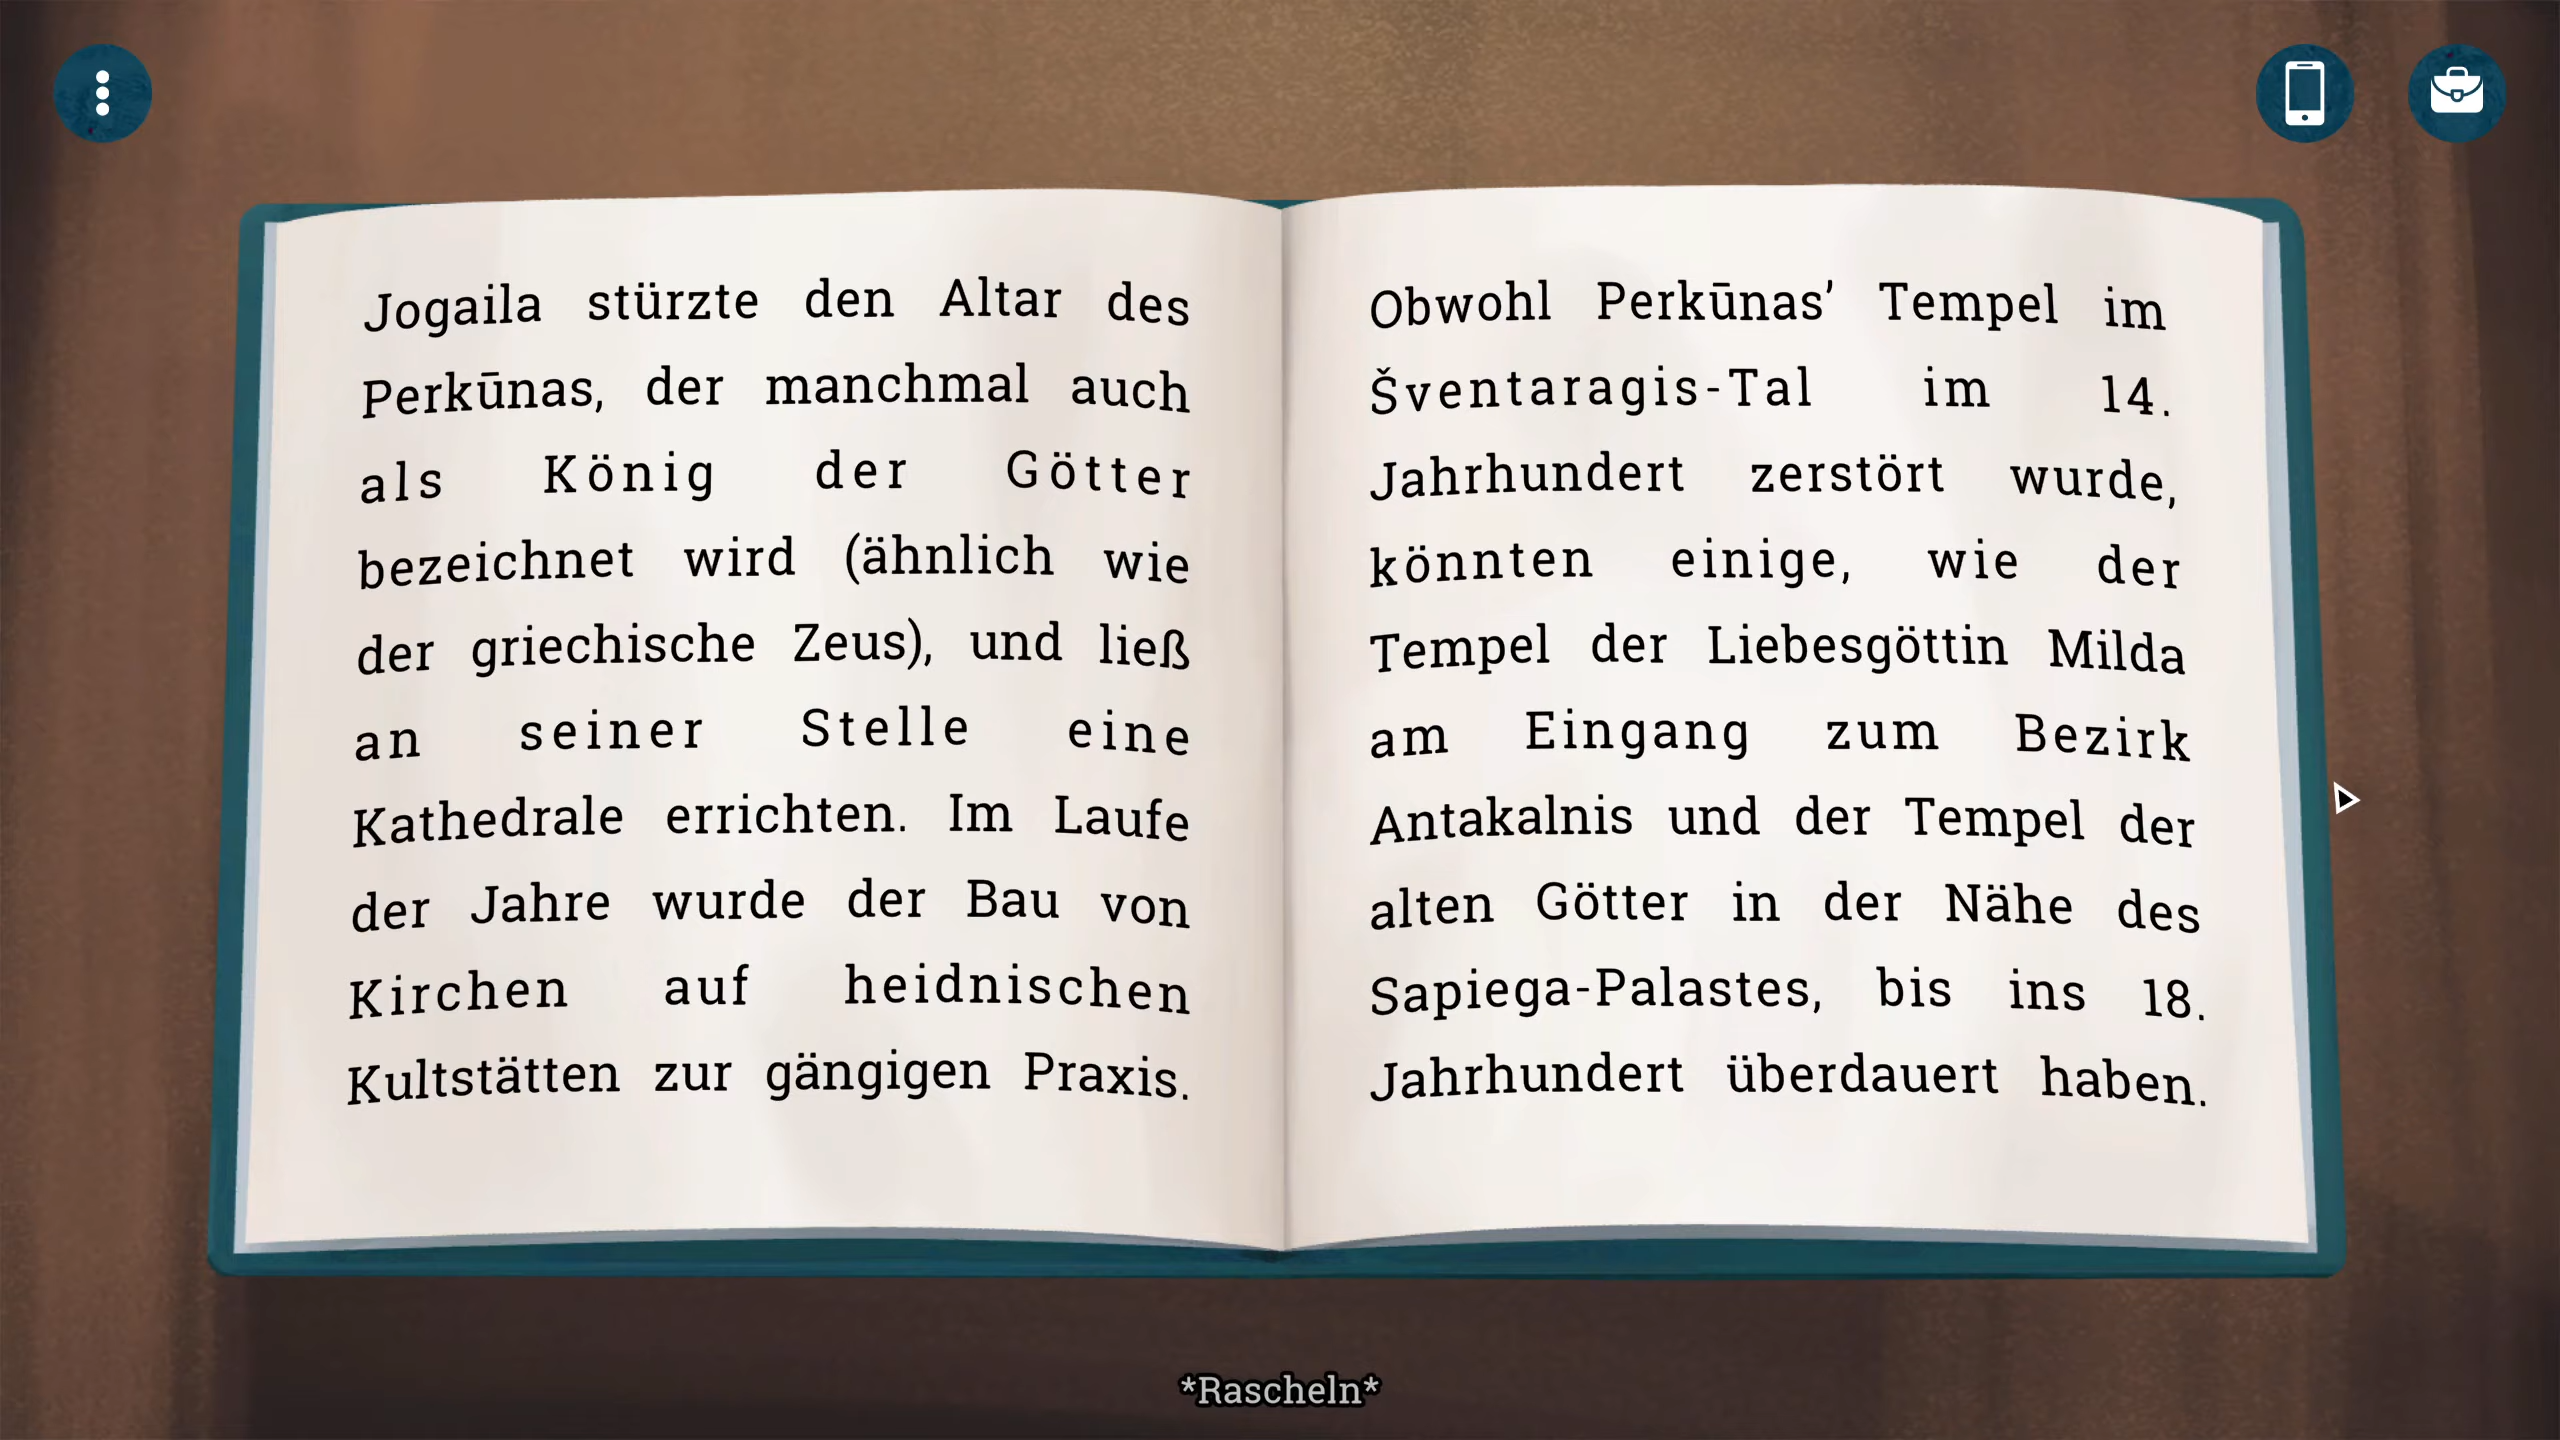 Jogaila stürzte den Altar des
Perkūnas, der manchmal auch
als König der Götter
bezeichnet wird (ähnlich wie
der griechische Zeus), und ließ
an seiner Stelle eine
Kathedrale errichten. Im Laufe
der Jahre wurde der Bau von
Kirchen auf heidnischen
Kultstätten zur gängigen Praxis.
Obwohl Perkūnas’ Tempel im
Šventaragis-Tal im 14.
Jahrhundert zerstört wurde,
könnten einige, wie der
Tempel der Liebesgöttin Milda
am Eingang zum Bezirk
Antakalnis und der Tempel der
alten Götter in der Nähe des
Sapiega-Palastes, bis ins 18.
Jahrhundert überdauert haben.
*Rascheln*